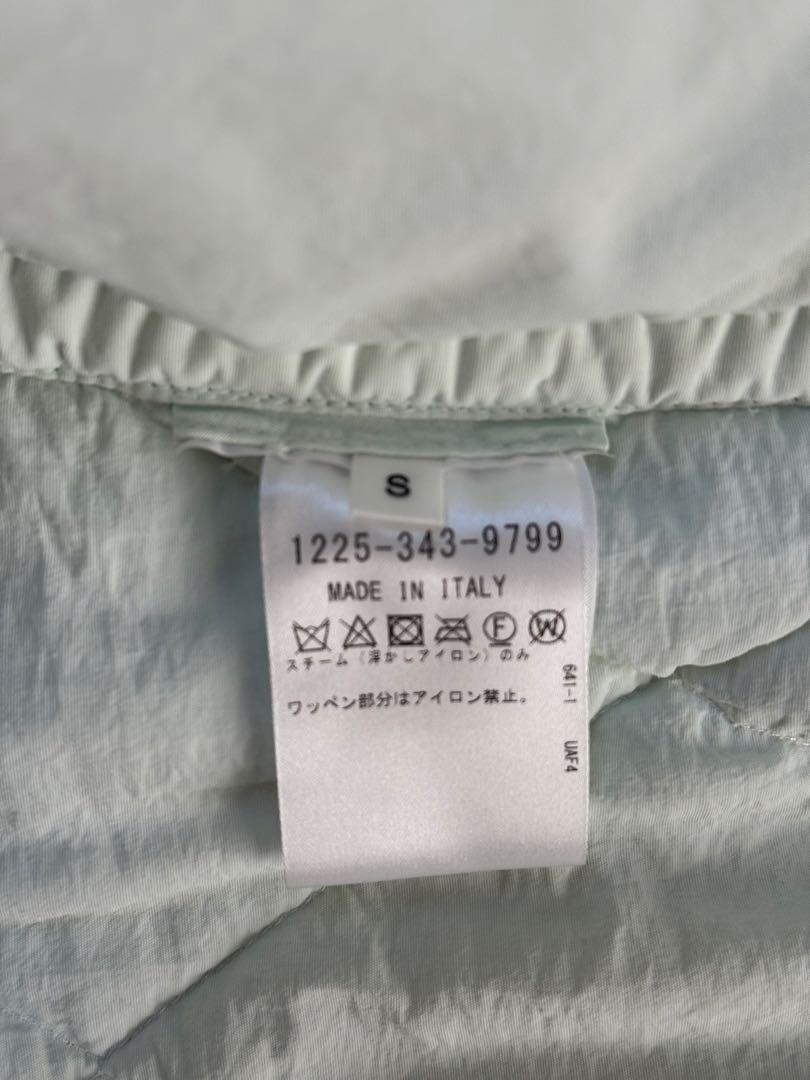 S
1225-343-9799
MADE IN ITALY
F W
スチーム（浮かしアイロン）のみ
ワッペン部分はアイロン禁止。
641-1 UAF4